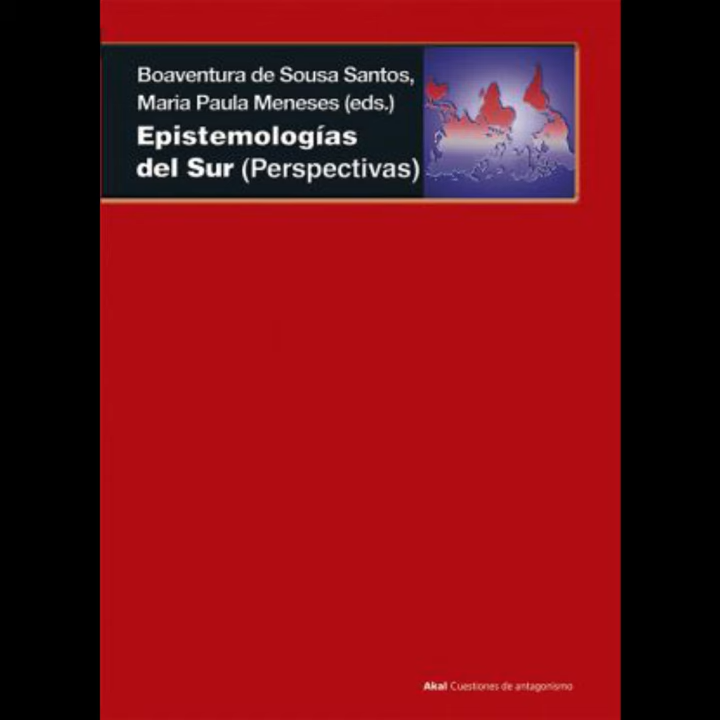 Boaventura de Sousa Santos,
Maria Paula Meneses (eds.)
Epistemologías
del Sur (Perspectivas)
Akal Cuestiones de antagonismo